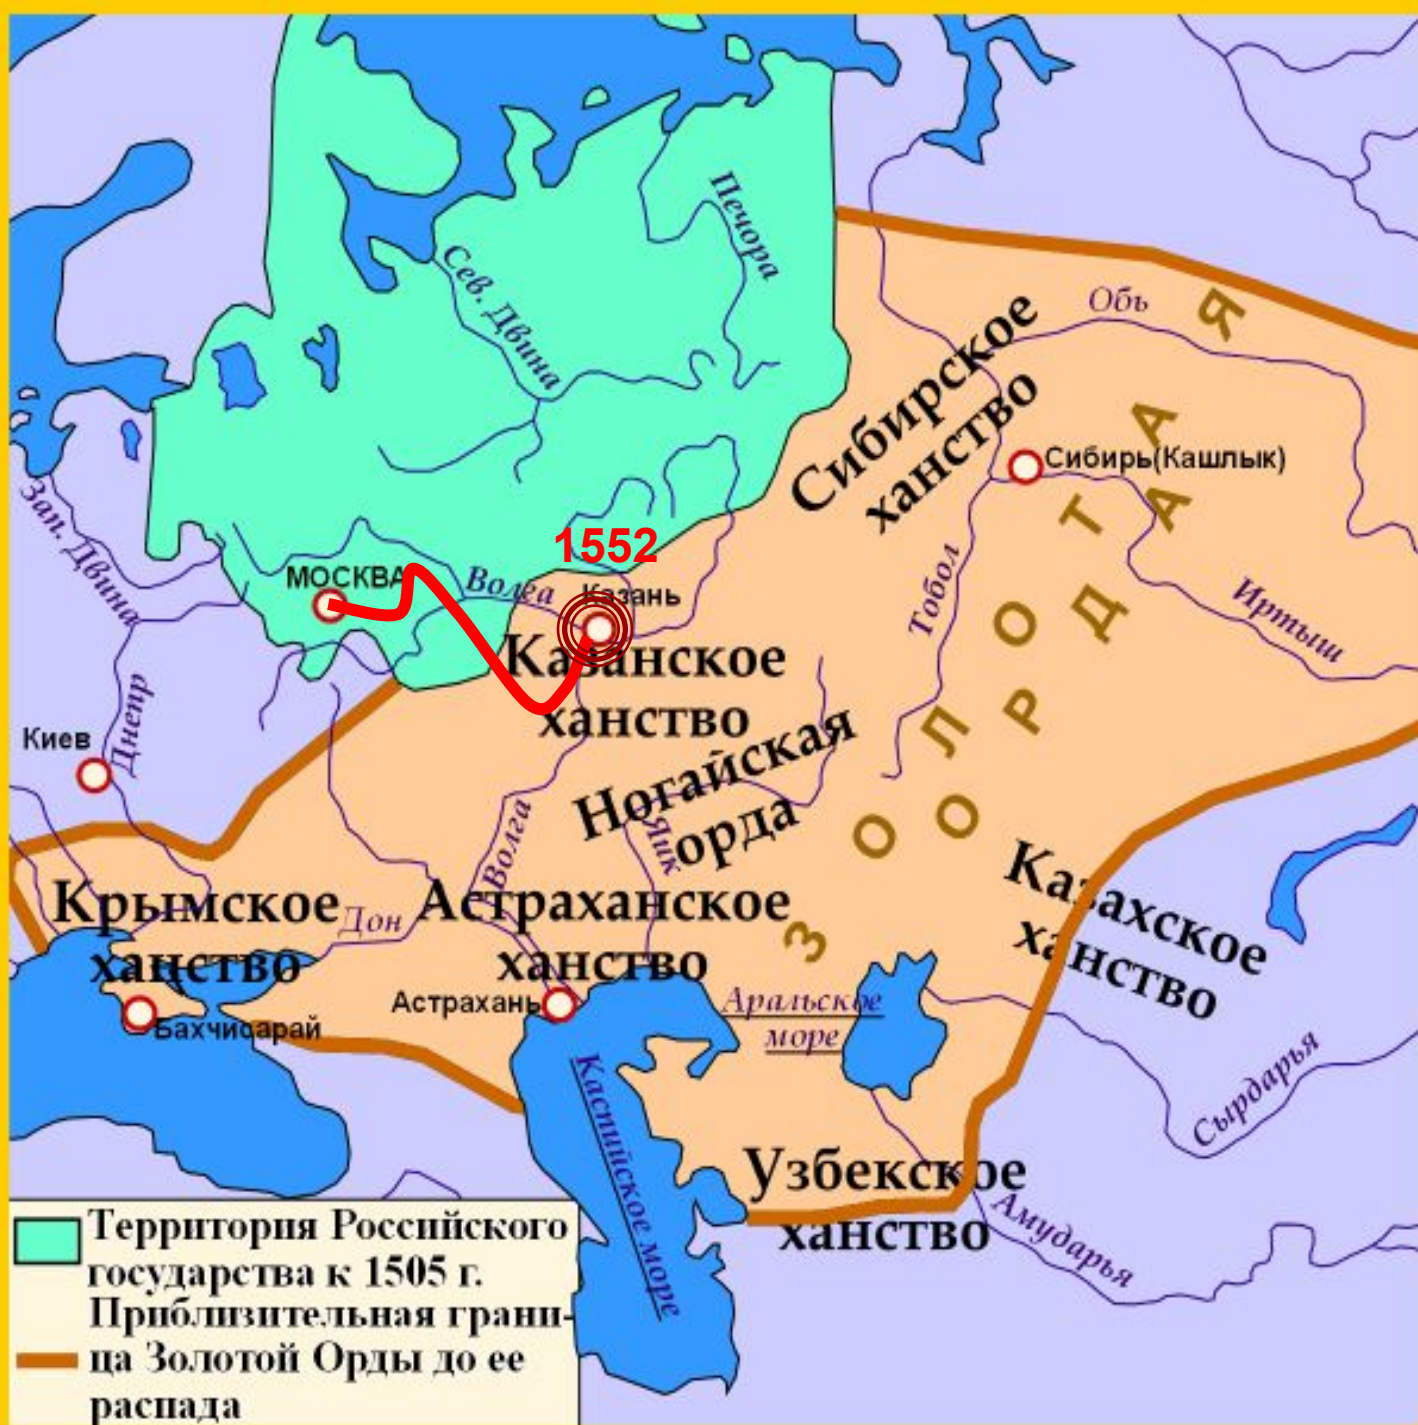 Печора
Сев. Двина
Обь
Сибирское
ханство
Сибирь(Кашлык)
ЗОЛОТАЯ
ОРДА
Зап. Двина
1552
МОСКВА
Волга
Казань
Тобол
Иртыш
Казанское
ханство
Киев
Днепр
Ногайская
орда
Волга
Яик
Казахское
ханство
Крымское
ханство
Дон
Астраханское
ханство
Астрахань
Бахчисарай
Аральское
море
Каспийское море
Сырдарья
Узбекское
ханство
Амударья
Территория Российского
государства к 1505 г.
Приблизительная грани-
ца Золотой Орды до ее
распада